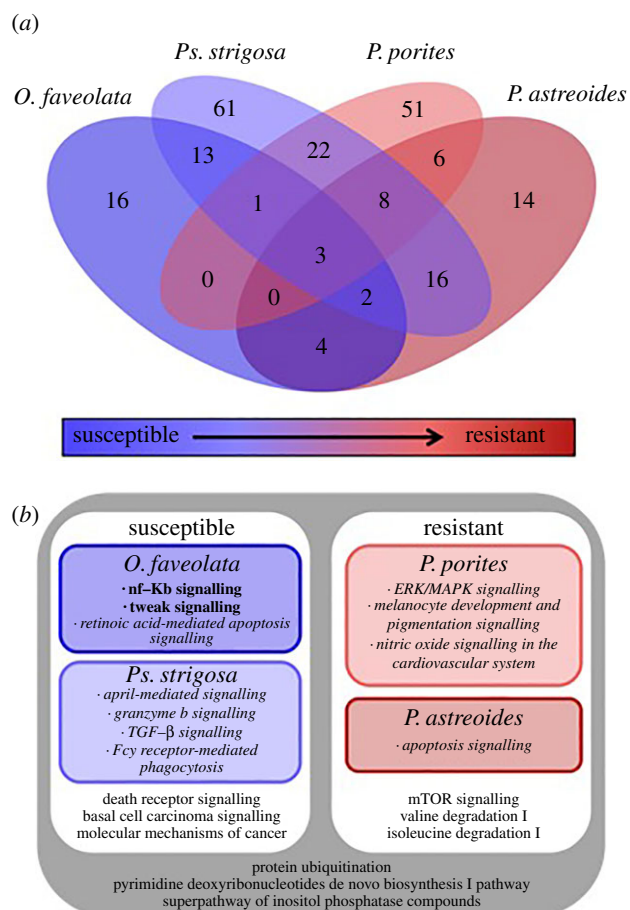 (a)
Ps. strigosa
P. porites
O. faveolata
P. astreoides
61
51
13
22
6
16
1
8
14
3
0
0
2
16
4
susceptible
resistant
(b)
susceptible
O. faveolata
· nf–Kb signalling
· tweak signalling
· retinoic acid-mediated apoptosis
signalling
Ps. strigosa
· april-mediated signalling
· granzyme b signalling
· TGF–β signalling
· Fcy receptor-mediated
phagocytosis
death receptor signalling
basal cell carcinoma signalling
molecular mechanisms of cancer
resistant
P. porites
· ERK/MAPK signalling
· melanocyte development and
pigmentation signalling
· nitric oxide signalling in the
cardiovascular system
P. astreoides
· apoptosis signalling
mTOR signalling
valine degradation I
isoleucine degradation I
protein ubiquitination
pyrimidine deoxyribonucleotides de novo biosynthesis I pathway
superpathway of inositol phosphatase compounds